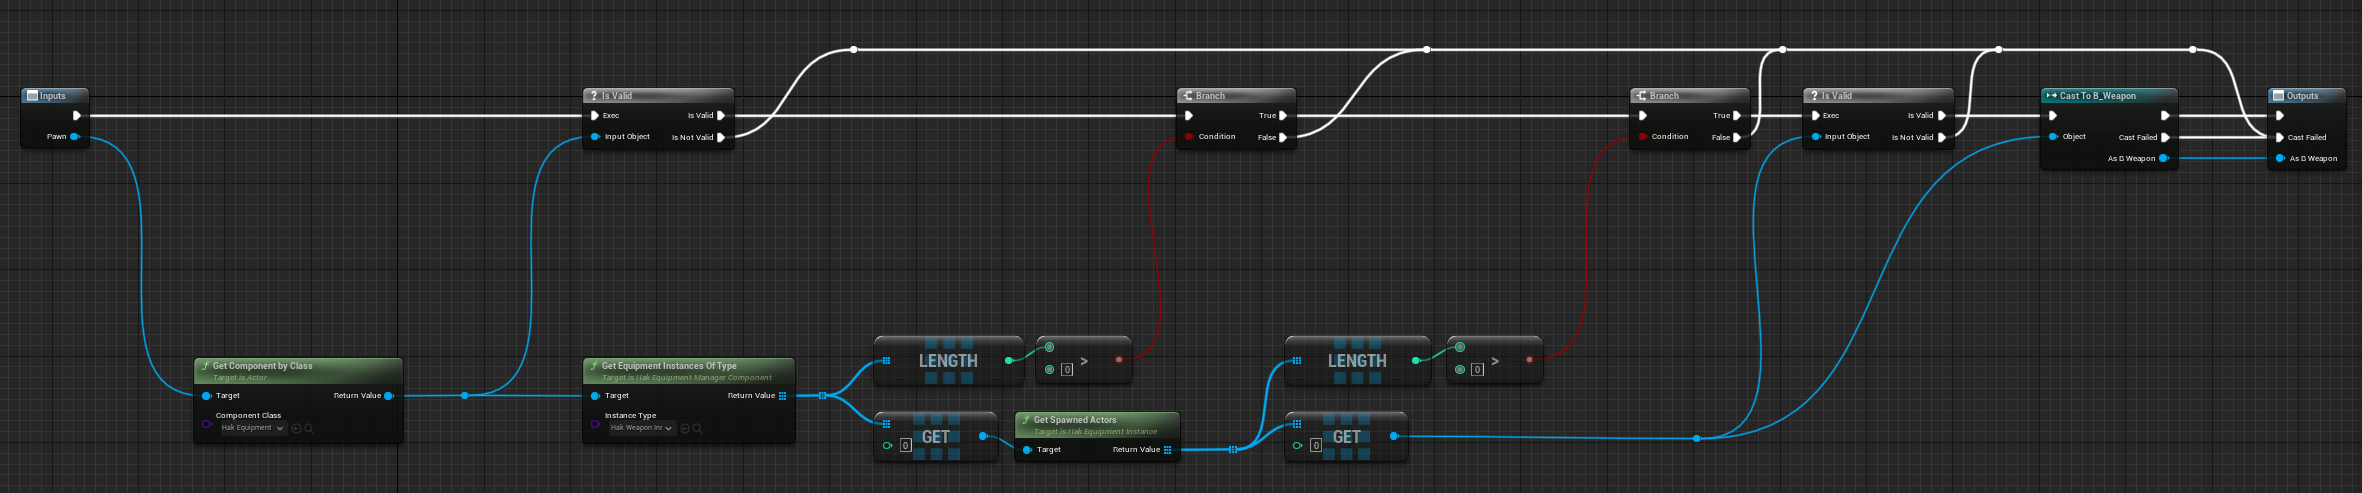 Inputs
Pawn
? Is Valid
Exec
Is Valid
Input Object
Is Not Valid
Branch
True
Condition
False
Branch
True
Condition
False
? Is Valid
Exec
Is Valid
Input Object
Is Not Valid
Cast To B_Weapon
Object
Cast Failed
As B Weapon
Outputs
Cast Failed
As B Weapon
f Get Component by Class
Target is Actor
Target
Return Value
Component Class
Hak Equipment
f Get Equipment Instances Of Type
Target is Hak Equipment Manager Component
Target
Return Value
Instance Type
Hak Weapon Ins
LENGTH
0
>
GET
0
f Get Spawned Actors
Target is Hak Equipment Instance
Target
Return Value
LENGTH
0
>
GET
0